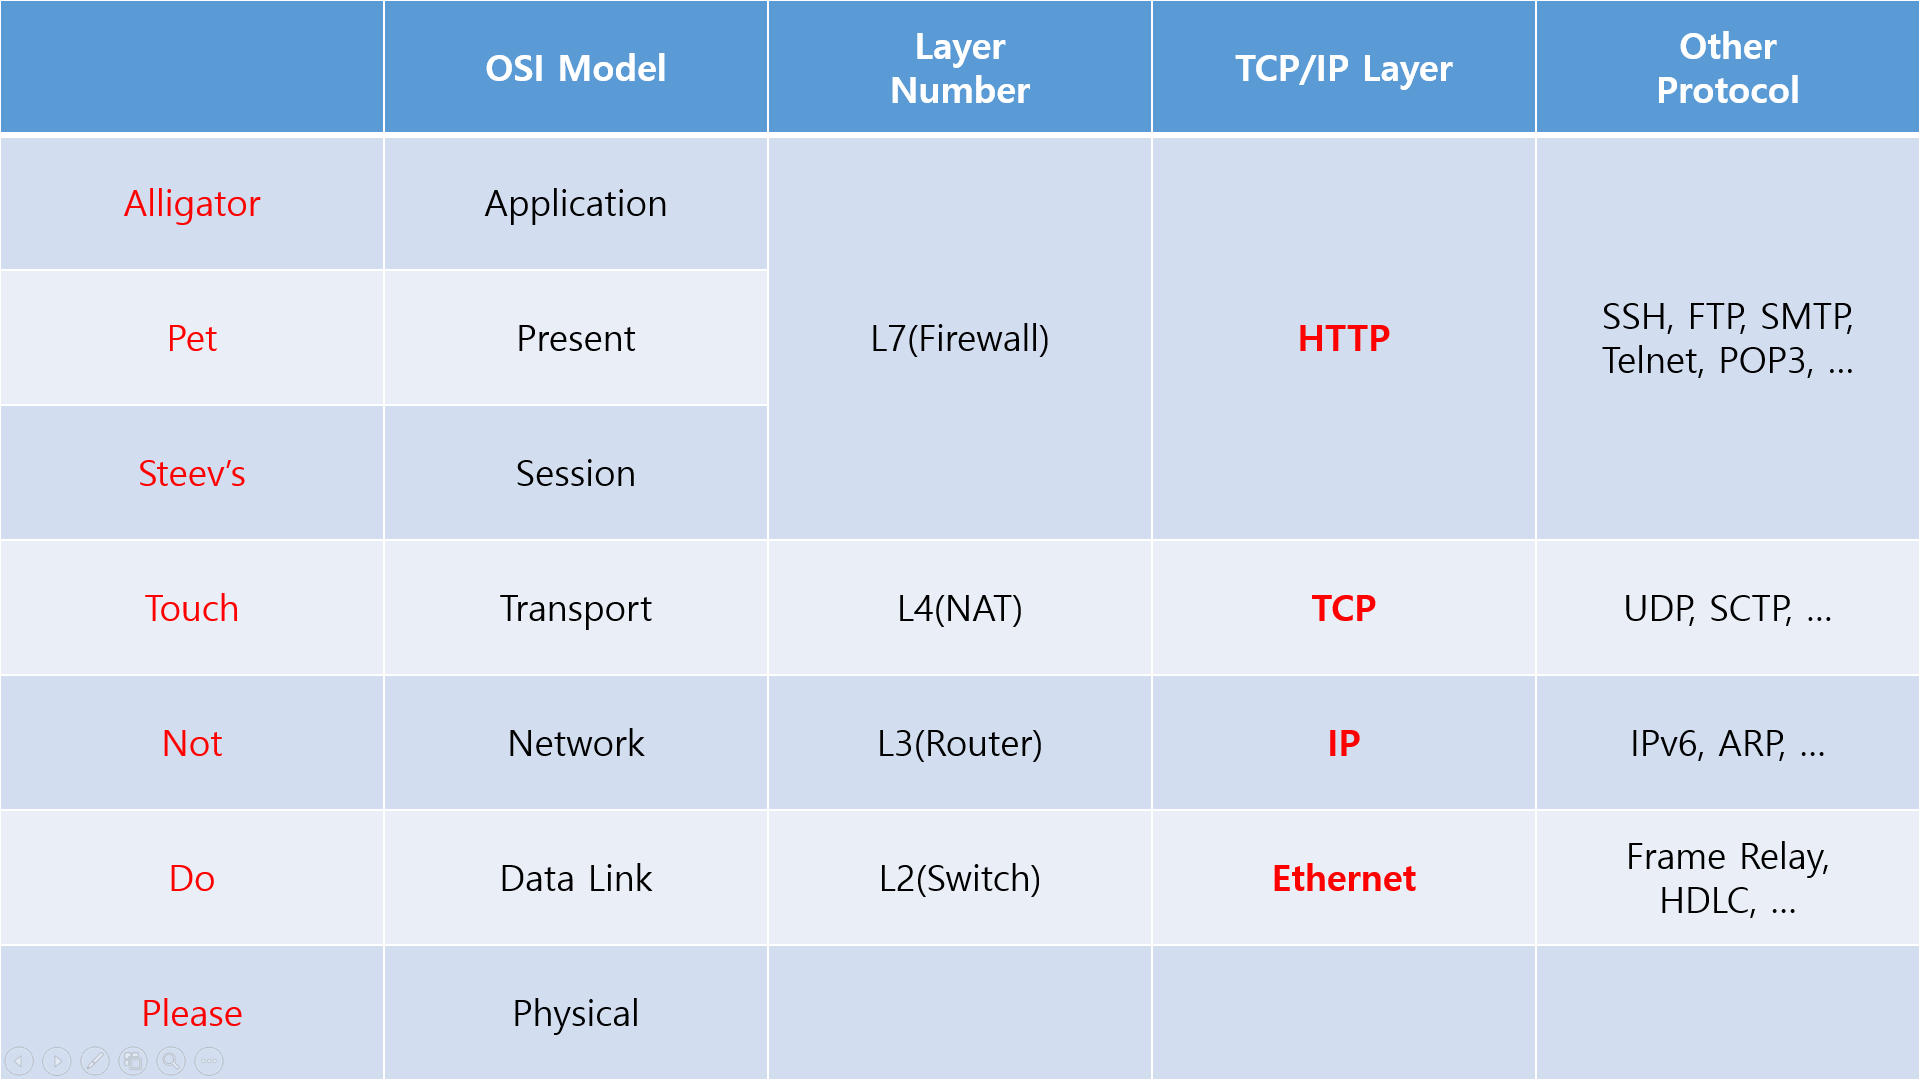 OSI Model
Layer
Number
TCP/IP Layer
Other
Protocol
Alligator
Application
L7(Firewall)
HTTP
SSH, FTP, SMTP,
Telnet, POP3, ...
Pet
Present
Steev's
Session
Touch
Transport
L4(NAT)
TCP
UDP, SCTP, ...
Not
Network
L3(Router)
IP
IPv6, ARP, ...
Do
Data Link
L2(Switch)
Ethernet
Frame Relay,
HDLC, ...
Please
Physical